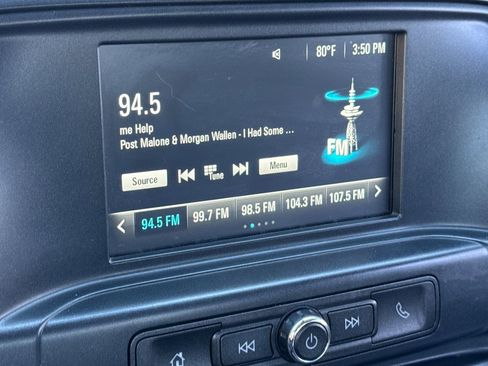 80°F 3:50 PM
94.5
me Help
Post Malone & Morgan Wallen - I Had Some ...
FM
Source Tune Menu
94.5 FM 99.7 FM 98.5 FM 104.3 FM 107.5 FM